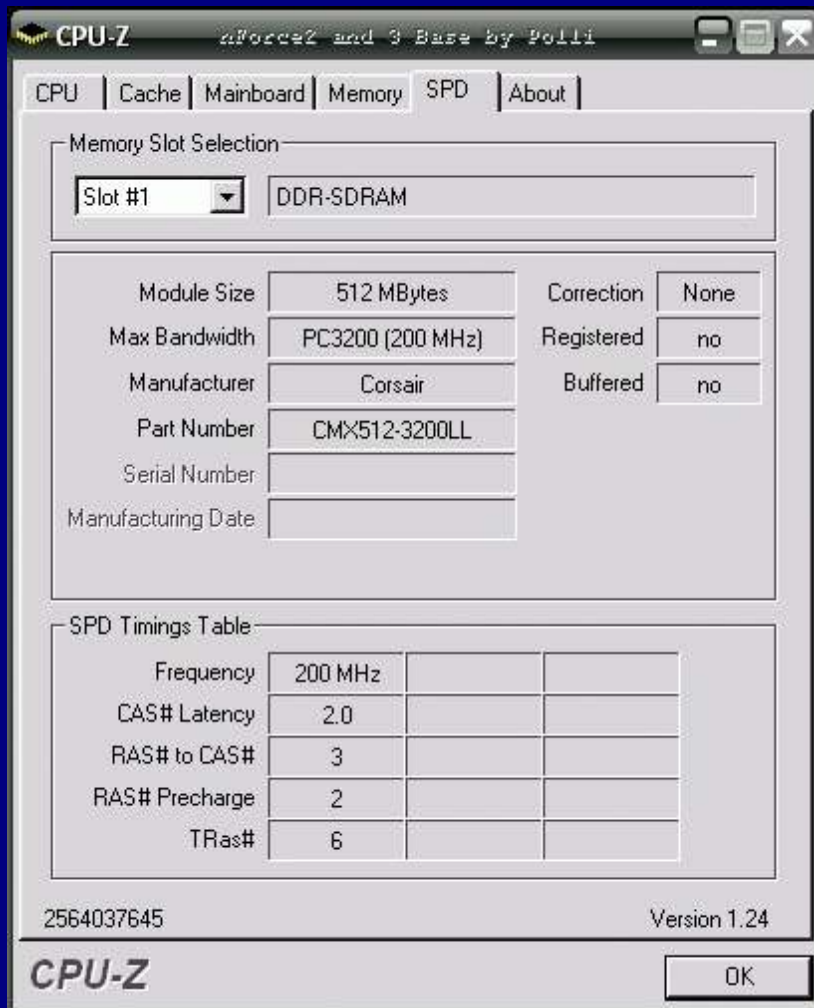 CPU-Z nForce2 and 3 Base by Polli
CPU Cache Mainboard Memory SPD About
Memory Slot Selection
Slot #1 DDR-SDRAM
Module Size 512 MBytes Correction None
Max Bandwidth PC3200 (200 MHz) Registered no
Manufacturer Corsair Buffered no
Part Number CMX512-3200LL
Serial Number
Manufacturing Date
SPD Timings Table
Frequency 200 MHz
CAS# Latency 2.0
RAS# to CAS# 3
RAS# Precharge 2
TRas# 6
2564037645 Version 1.24
CPU-Z OK